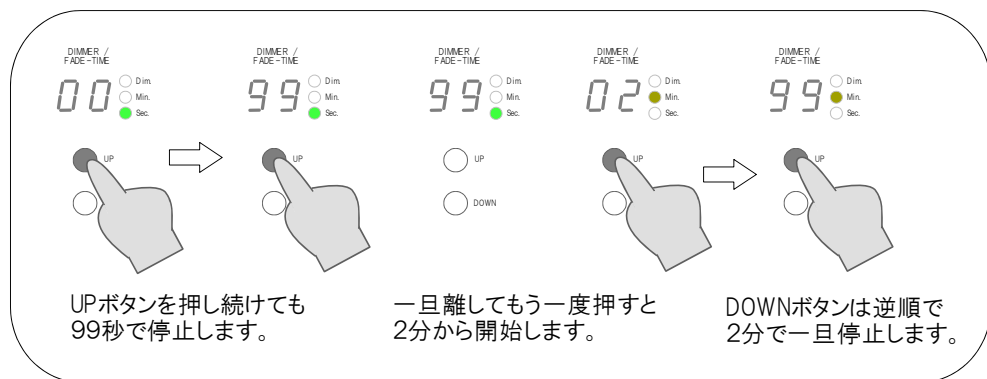 DIMMER /
FADE-TIME
00
Dim.
Min.
Sec.
UP
DIMMER /
FADE-TIME
99
Dim.
Min.
Sec.
UP
DIMMER /
FADE-TIME
99
Dim.
Min.
Sec.
UP
DOWN
DIMMER /
FADE-TIME
02
Dim.
Min.
Sec.
UP
DIMMER /
FADE-TIME
99
Dim.
Min.
Sec.
UP
UPボタンを押し続けても
99秒で停止します。
一旦離してもう一度押すと
2分から開始します。
DOWNボタンは逆順で
2分で一旦停止します。